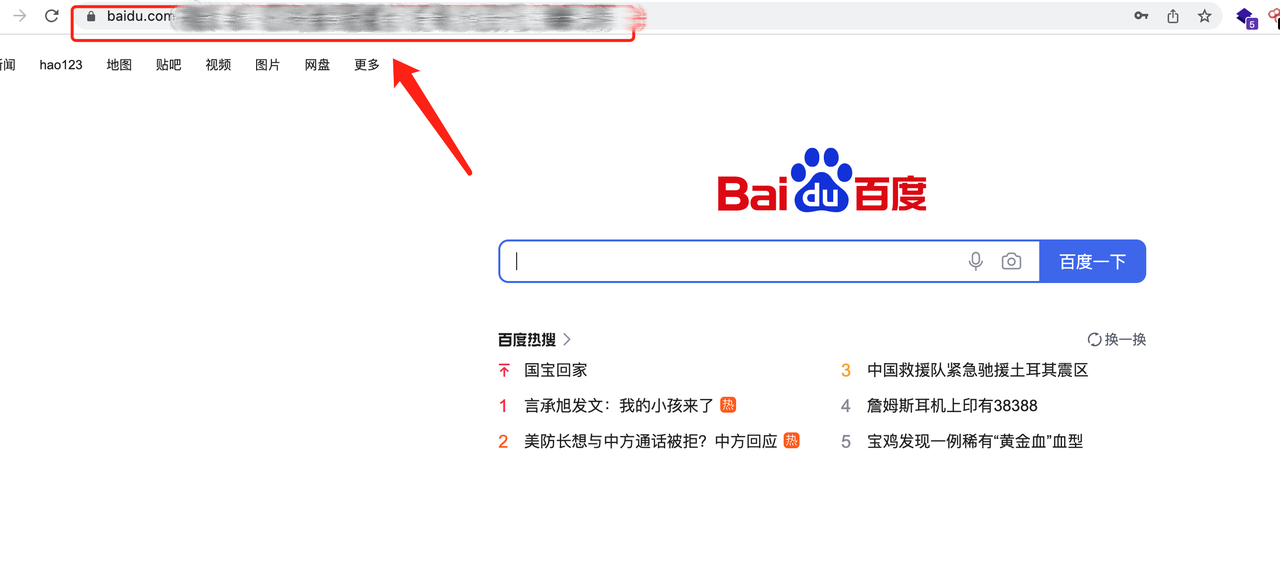 baidu.com
闻 hao123 地图 贴吧 视频 图片 网盘 更多
5
Bai du 百度
百度一下
百度热搜 换一换
国宝回家
1 言承旭发文：我的小孩来了 热
2 美防长想与中方通话被拒？中方回应 热
3 中国救援队紧急驰援土耳其震区
4 詹姆斯耳机上印有38388
5 宝鸡发现一例稀有“黄金血”血型